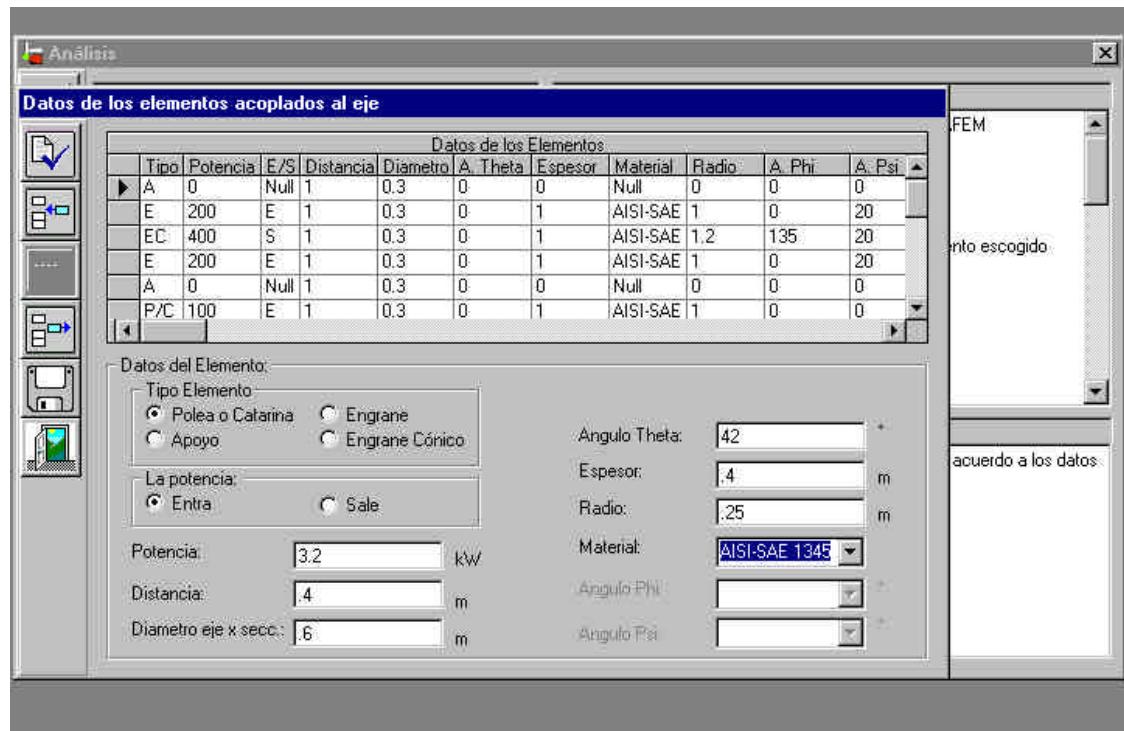 Análisis
Datos de los elementos acoplados al eje
FEM
Datos de los Elementos
Tipo Potencia E/S Distancia Diametro A. Theta Espesor Material Radio A. Phi A. Psi
A 0 Null 1 0.3 0 0 Null 0 0 0
E 200 E 1 0.3 0 1 AISI-SAE 1 0 20
EC 400 S 1 0.3 0 1 AISI-SAE 1.2 135 20
nto escogido
E 200 E 1 0.3 0 1 AISI-SAE 1 0 20
A 0 Null 1 0.3 0 0 Null 0 0 0
P/C 100 E 1 0.3 0 1 AISI-SAE 1 0 0
Datos del Elemento:
Tipo Elemento
Polea o Catarina Engrane
Apoyo Engrane Cónico
La potencia:
Entra Sale
Potencia: 3.2 kW
Distancia: .4 m
Diametro eje x secc.: .6 m
Angulo Theta: 42 °
Espesor: .4 m
Radio: .25 m
Material: AISI-SAE 1345
Angulo Phi °
Angulo Psi °
acuerdo a los datos